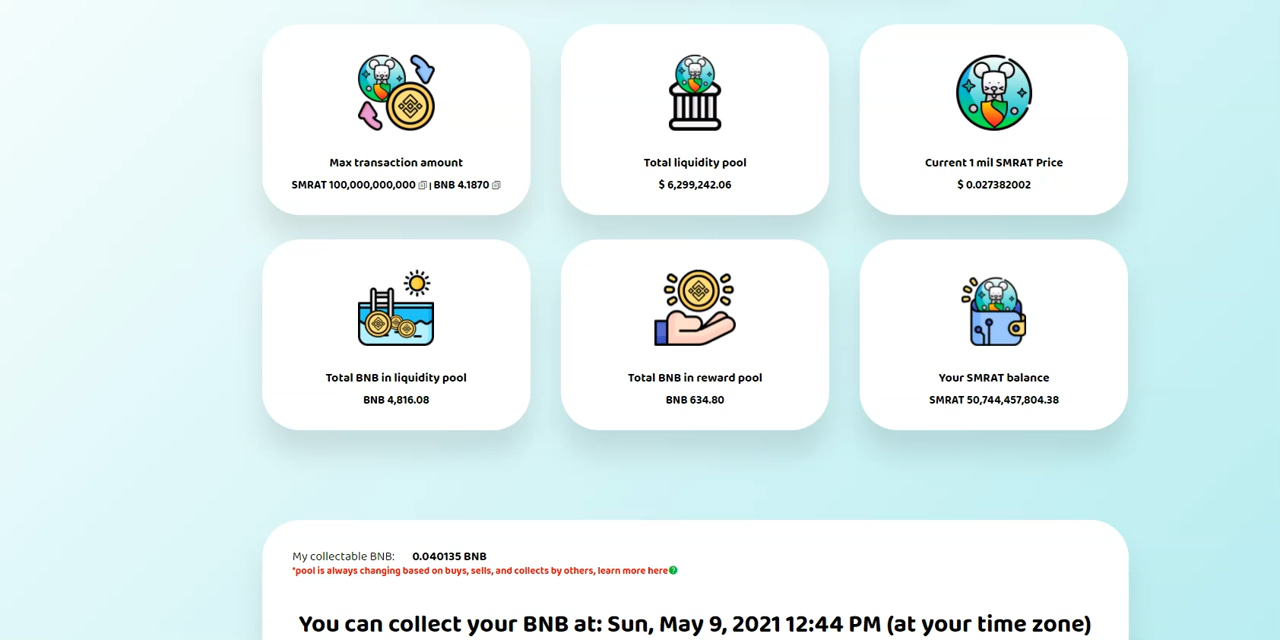 Max transaction amount
SMRAT 100,000,000,000 | BNB 4.1870
Total liquidity pool
$ 6,299,242.06
Current 1 mil SMRAT Price
$ 0.027382002
Total BNB in liquidity pool
BNB 4,816.08
Total BNB in reward pool
BNB 634.80
Your SMRAT balance
SMRAT 50,744,457,804.38
My collectable BNB: 0.040135 BNB
*pool is always changing based on buys, sells, and collects by others, learn more here?
You can collect your BNB at: Sun, May 9, 2021 12:44 PM (at your time zone)